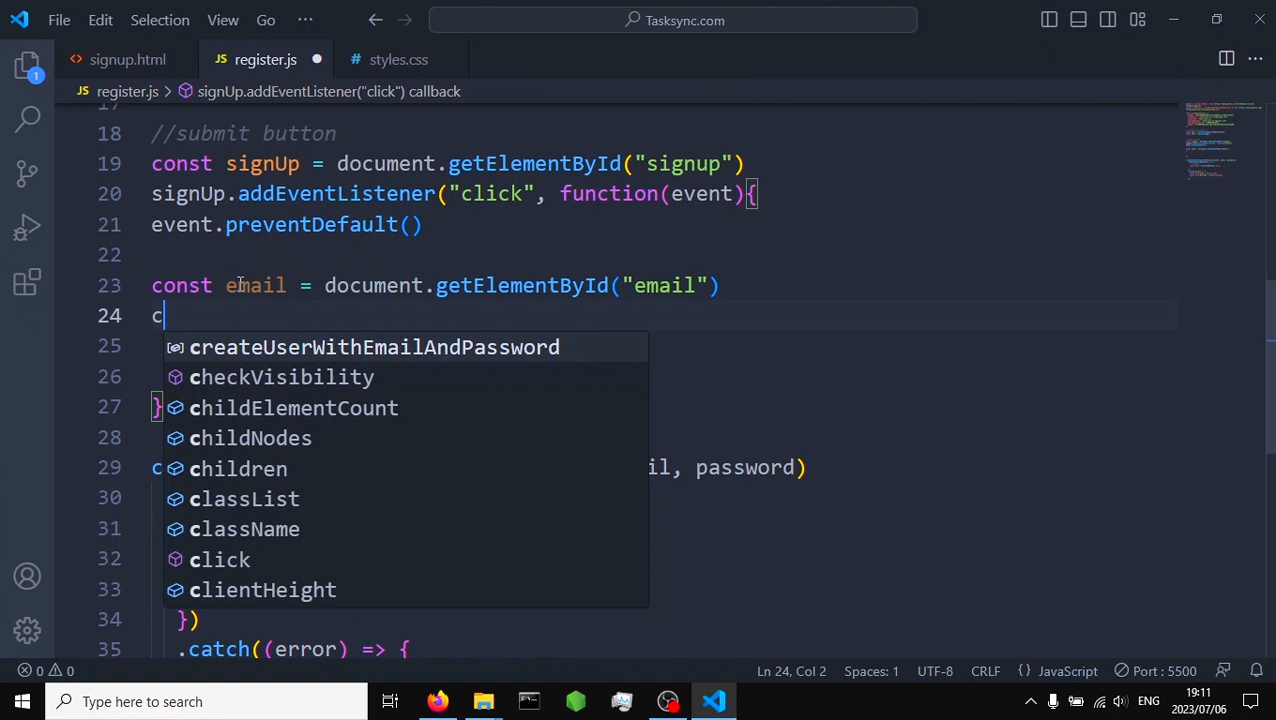 File Edit Selection View Go ··· Tasksync.com
signup.html JS register.js # styles.css
JS register.js > signUp.addEventListener("click") callback
17
18 //submit button
19 const signUp = document.getElementById("signup")
20 signUp.addEventListener("click", function(event){
21 event.preventDefault()
22
23 const email = document.getElementById("email")
24 c
25 createUserWithEmailAndPassword
26 checkVisibility
27 } childElementCount
28 childNodes
29 c children il, password)
30 classList
31 className
32 click
33 clientHeight
34 })
35 .catch((error) => {
1
0 0 Ln 24, Col 2 Spaces: 1 UTF-8 CRLF {} JavaScript Port : 5500
Type here to search ENG 19:11
2023/07/06